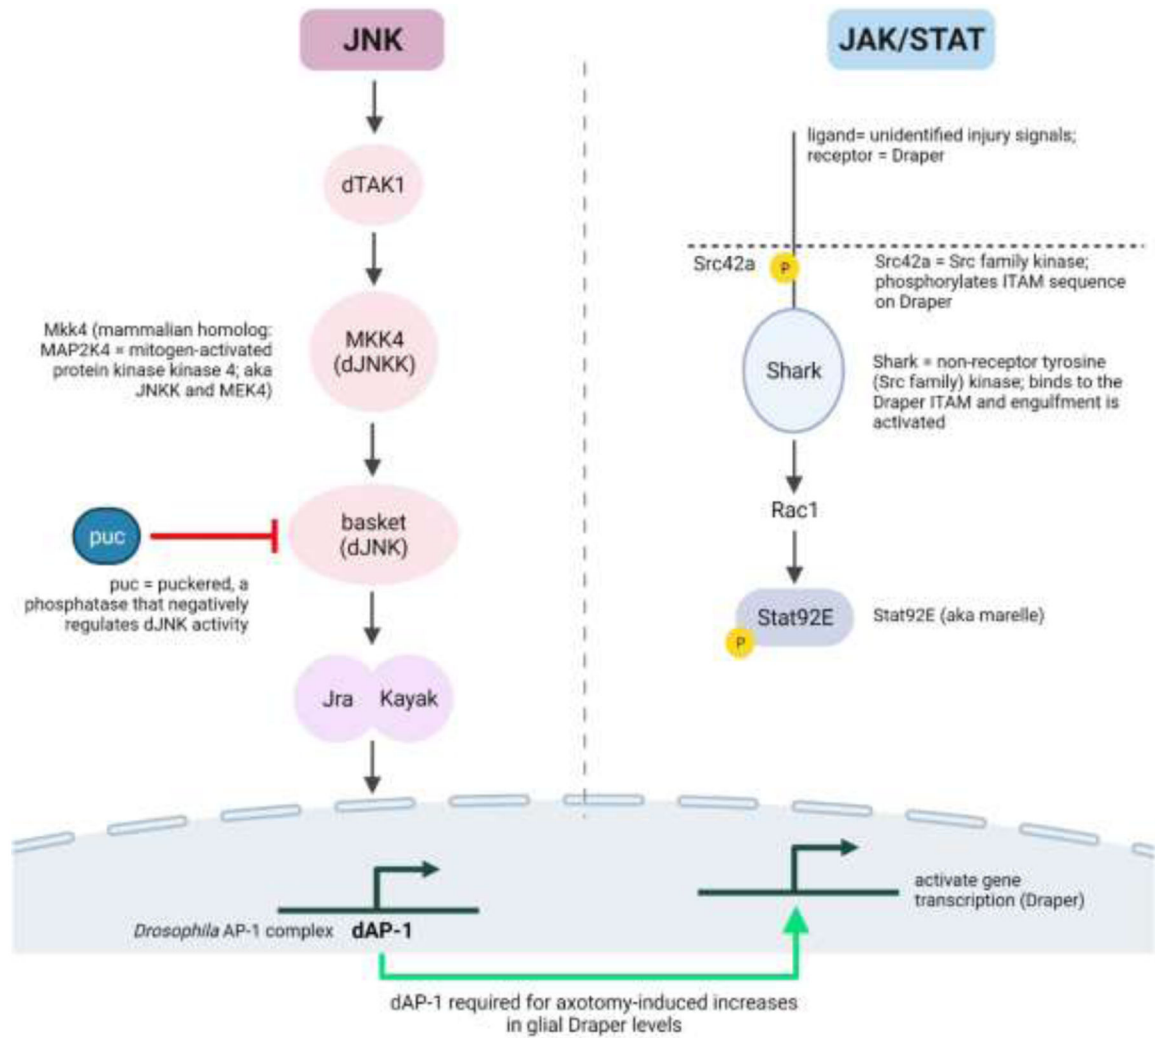 JNK
dTAK1
Mkk4 (mammalian homolog:
MAP2K4 = mitogen-activated
protein kinase kinase 4; aka
JNKK and MEK4)
MKK4
(dJNKK)
puc
basket
(dJNK)
puc = puckered, a
phosphatase that negatively
regulates dJNK activity
Jra Kayak
JAK/STAT
ligand= unidentified injury signals;
receptor = Draper
Src42a
P
Src42a = Src family kinase;
phosphorylates ITAM sequence
on Draper
Shark
Shark = non-receptor tyrosine
(Src family) kinase; binds to the
Draper ITAM and engulfment is
activated
Rac1
Stat92E
P
Stat92E (aka marelle)
Drosophila AP-1 complex dAP-1
activate gene
transcription (Draper)
dAP-1 required for axotomy-induced increases
in glial Draper levels